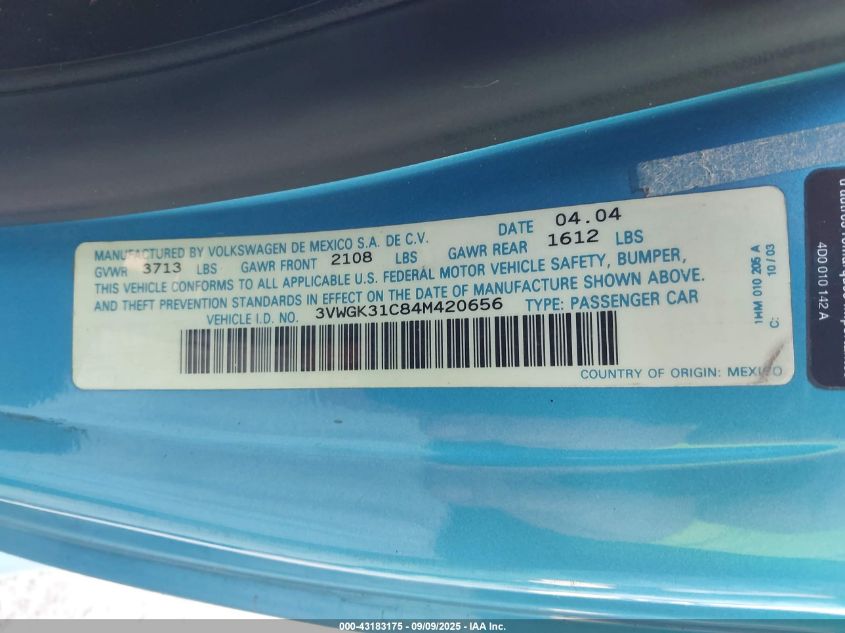 MANUFACTURED BY VOLKSWAGEN DE MEXICO S.A. DE C.V. DATE 04.04
GVWR 3713 LBS GAWR FRONT 2108 LBS GAWR REAR 1612 LBS
THIS VEHICLE CONFORMS TO ALL APPLICABLE U.S. FEDERAL MOTOR VEHICLE SAFETY, BUMPER,
AND THEFT PREVENTION STANDARDS IN EFFECT ON THE DATE OF MANUFACTURE SHOWN ABOVE.
VEHICLE I.D. NO. 3VWGK31C84M420656 TYPE: PASSENGER CAR
COUNTRY OF ORIGIN: MEXICO
1HM 010 205 A
C: 10/03
4D0 010 142 A
000-43183175 - 09/09/2025 - IAA Inc.